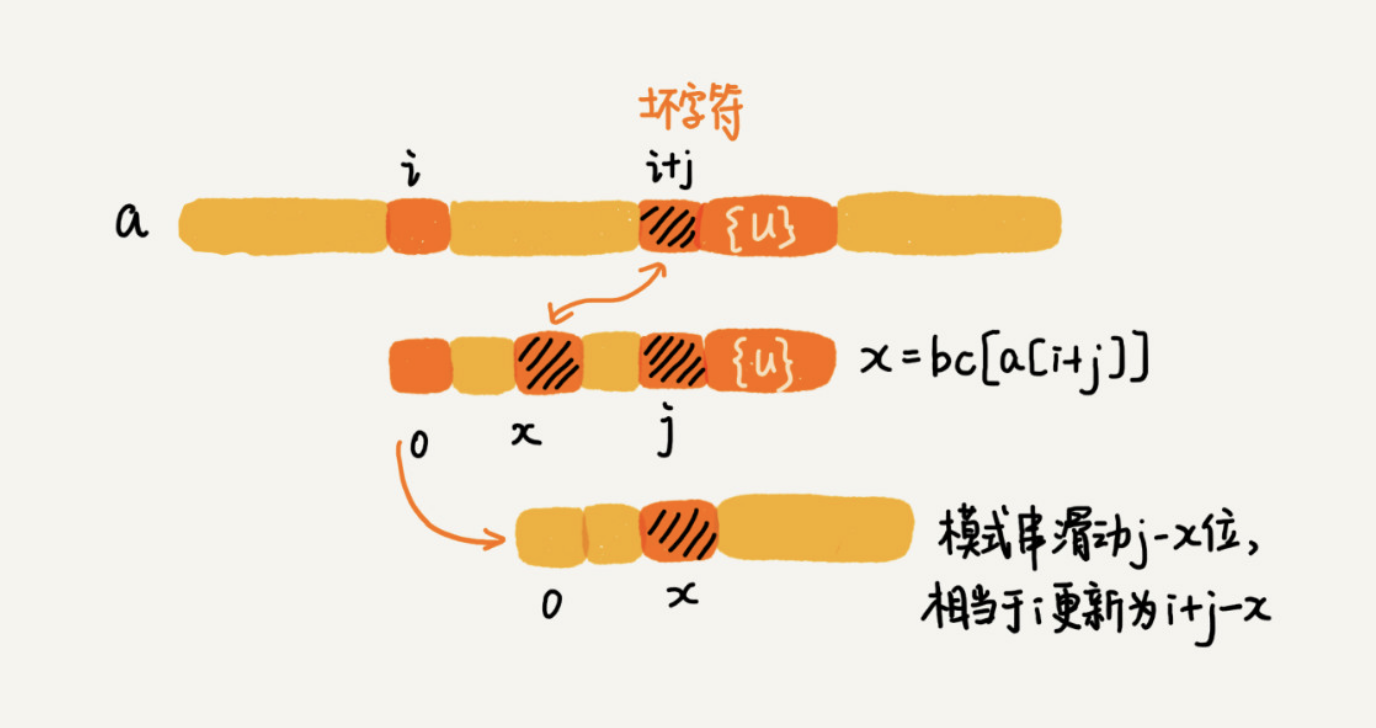 坏字符
i i+j
a {u}
{u} x=bc[a[i+j]]
0 x j
模式串滑动j-x位,
相当于i更新为i+j-x
0 x